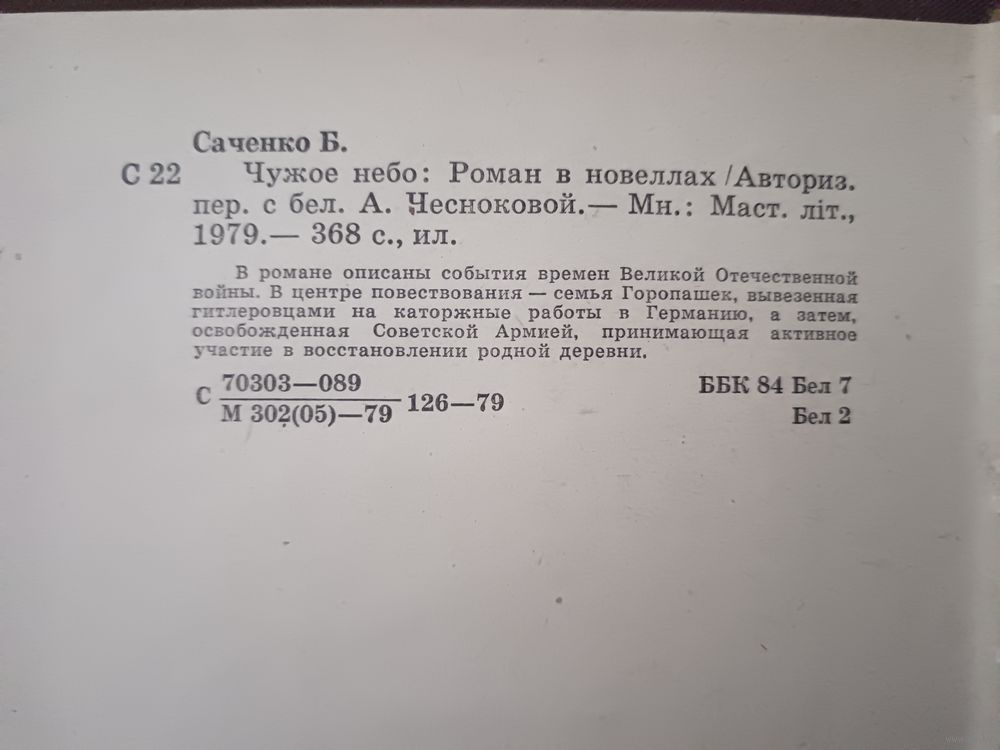 Саченко Б.
С 22 Чужое небо: Роман в новеллах /Авториз.
пер. с бел. А. Чесноковой.— Мн.: Маст. літ.,
1979.— 368 с., ил.
В романе описаны события времен Великой Отечественной
войны. В центре повествования — семья Горопашек, вывезенная
гитлеровцами на каторжные работы в Германию, а затем,
освобожденная Советской Армией, принимающая активное
участие в восстановлении родной деревни.
70303—089
С 126—79
М 302(05)—79
ББК 84 Бел 7
Бел 2